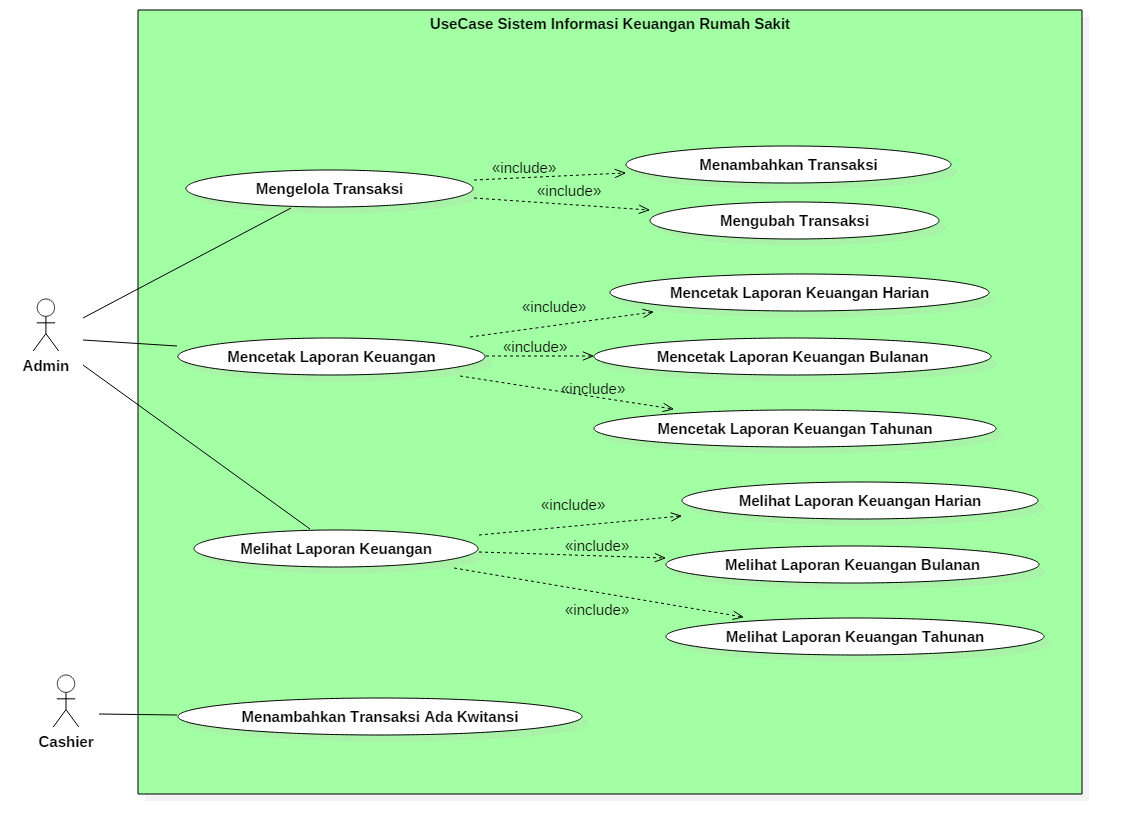 UseCase Sistem Informasi Keuangan Rumah Sakit
«include»
Menambahkan Transaksi
Mengelola Transaksi
«include»
Mengubah Transaksi
Mencetak Laporan Keuangan Harian
«include»
Admin
Mencetak Laporan Keuangan
«include»
Mencetak Laporan Keuangan Bulanan
«include»
Mencetak Laporan Keuangan Tahunan
Melihat Laporan Keuangan Harian
«include»
Melihat Laporan Keuangan
«include»
Melihat Laporan Keuangan Bulanan
«include»
Melihat Laporan Keuangan Tahunan
Menambahkan Transaksi Ada Kwitansi
Cashier